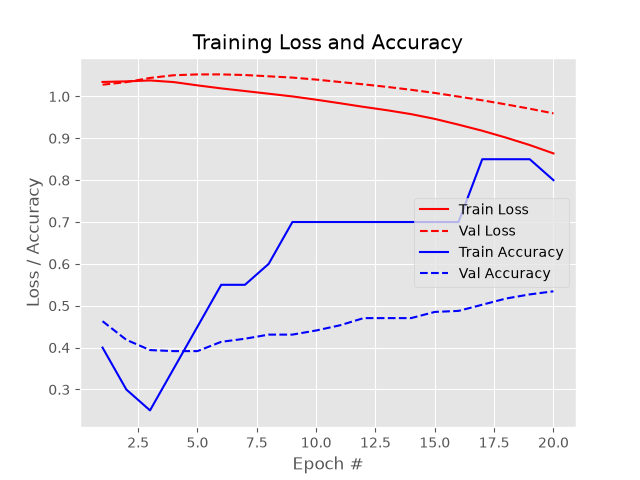 Training Loss and Accuracy
Loss / Accuracy
1.0
0.9
0.8
0.7
0.6
0.5
0.4
0.3
Train Loss
Val Loss
Train Accuracy
Val Accuracy
2.5 5.0 7.5 10.0 12.5 15.0 17.5 20.0
Epoch #